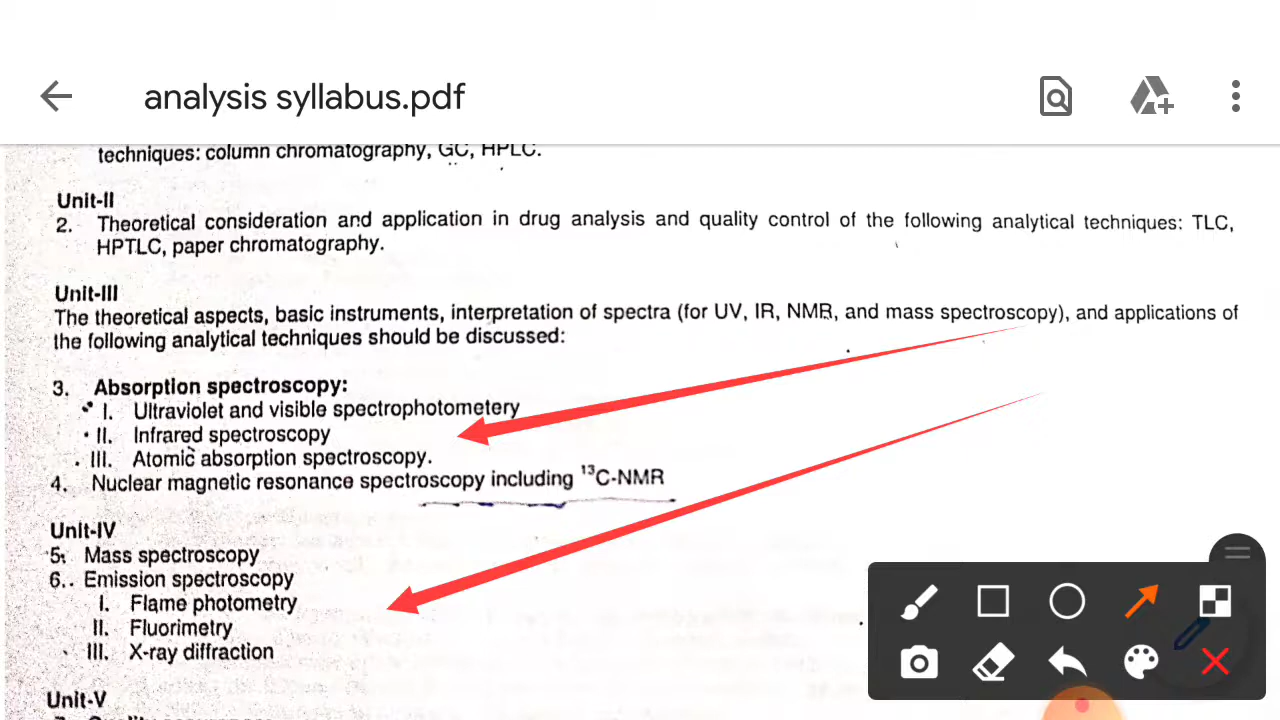 analysis syllabus.pdf
techniques: column chromatography, GC, HPLC.
Unit-II
2. Theoretical consideration and application in drug analysis and quality control of the following analytical techniques: TLC,
HPTLC, paper chromatography.
Unit-III
The theoretical aspects, basic instruments, interpretation of spectra (for UV, IR, NMR, and mass spectroscopy), and applications of
the following analytical techniques should be discussed:
3. Absorption spectroscopy:
I. Ultraviolet and visible spectrophotometery
II. Infrared spectroscopy
III. Atomic absorption spectroscopy.
4. Nuclear magnetic resonance spectroscopy including ¹³C-NMR
Unit-IV
5. Mass spectroscopy
6. Emission spectroscopy
I. Flame photometry
II. Fluorimetry
III. X-ray diffraction
Unit-V